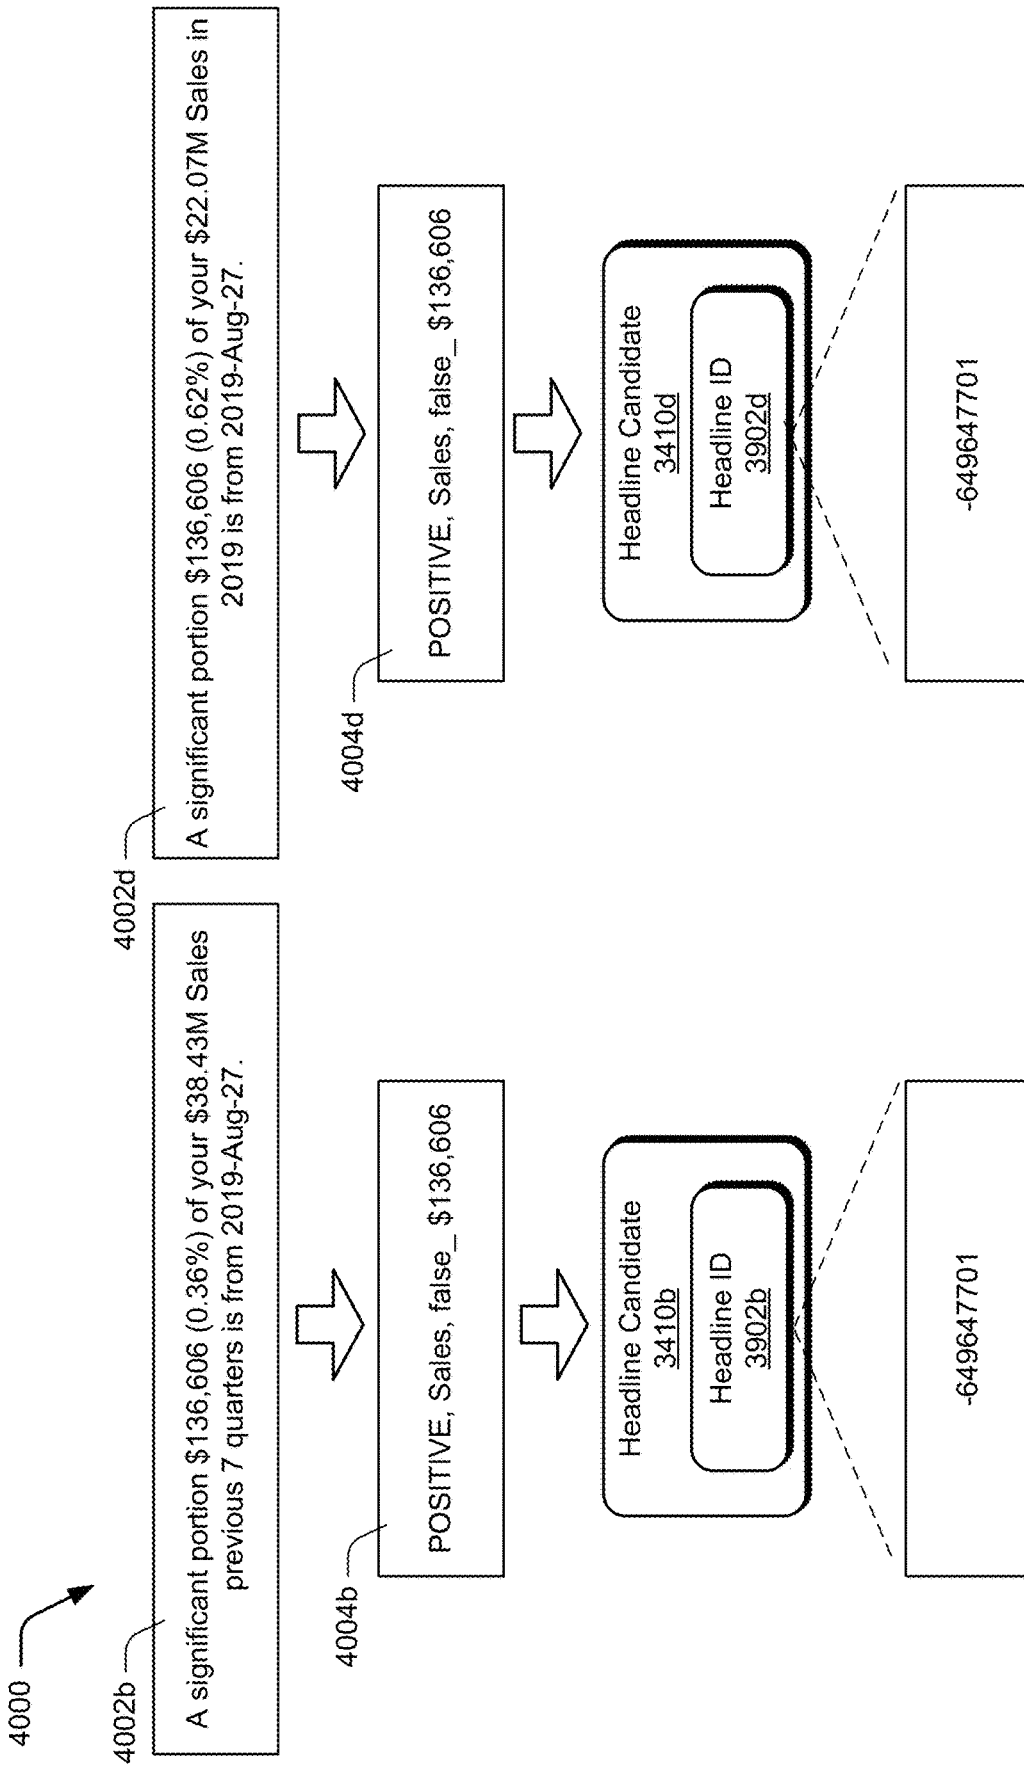 4000
4002b
A significant portion $136,606 (0.36%) of your $38.43M Sales
previous 7 quarters is from 2019-Aug-27.
4004b
POSITIVE, Sales, false_ $136,606
Headline Candidate
3410b
Headline ID
3902b
-649647701
4002d
A significant portion $136,606 (0.62%) of your $22.07M Sales in
2019 is from 2019-Aug-27.
4004d
POSITIVE, Sales, false_ $136,606
Headline Candidate
3410d
Headline ID
3902d
-649647701